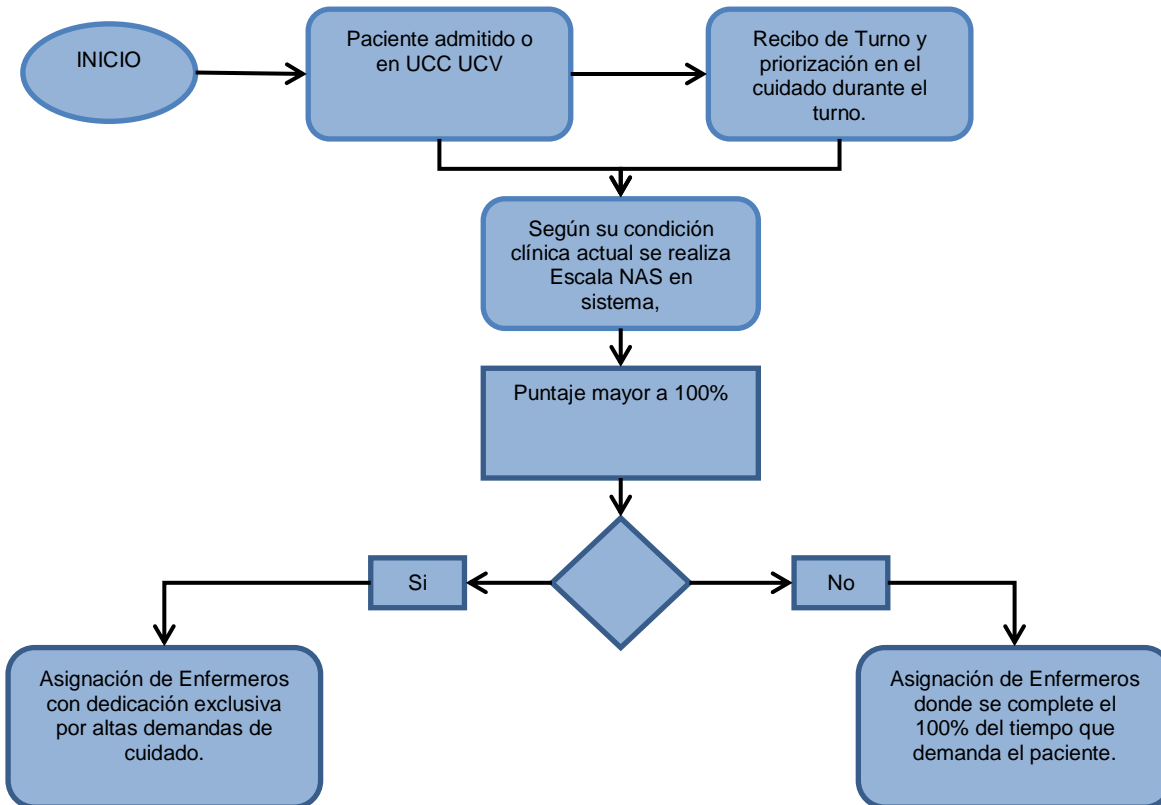 INICIO
Paciente admitido o
en UCC UCV
Recibo de Turno y
priorización en el
cuidado durante el
turno.
Según su condición
clínica actual se realiza
Escala NAS en
sistema,
Puntaje mayor a 100%
Si
No
Asignación de Enfermeros
con dedicación exclusiva
por altas demandas de
cuidado.
Asignación de Enfermeros
donde se complete el
100% del tiempo que
demanda el paciente.